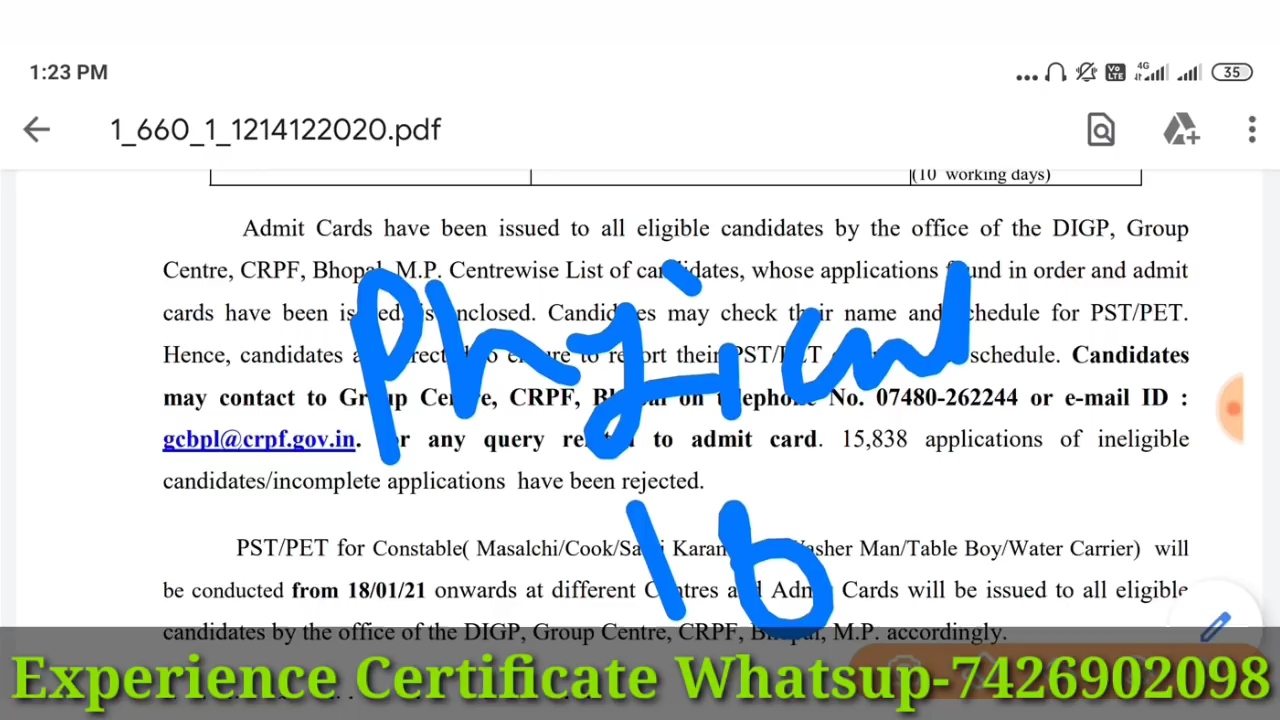 1:23 PM
4G
Vo LTE
35
1_660_1_1214122020.pdf
(10 working days)
Admit Cards have been issued to all eligible candidates by the office of the DIGP, Group
Centre, CRPF, Bhopal, M.P. Centrewise List of candidates, whose applications found in order and admit
cards have been issued, is enclosed. Candidates may check their name and schedule for PST/PET.
Hence, candidates are directed to ensure to report their PST/PET schedule. Candidates
may contact to Group Centre, CRPF, Bhopal on telephone No. 07480-262244 or e-mail ID :
gcbpl@crpf.gov.in. For any query related to admit card. 15,838 applications of ineligible
candidates/incomplete applications have been rejected.
Phyical
16
PST/PET for Constable( Masalchi/Cook/Safai Karam Washer Man/Table Boy/Water Carrier) will
be conducted from 18/01/21 onwards at different Centres and Admit Cards will be issued to all eligible
candidates by the office of the DIGP, Group Centre, CRPF, Bhopal, M.P. accordingly.
Experience Certificate Whatsup-7426902098